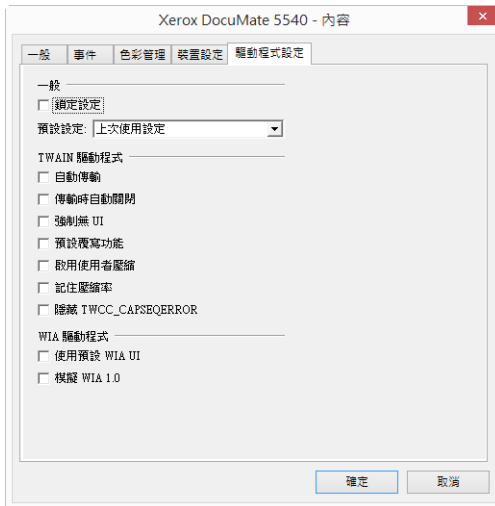 Xerox DocuMate 5540 - 內容
一般 事件 色彩管理 裝置設定 驅動程式設定
一般
鎖定設定
預設設定: 上次使用設定
TWAIN 驅動程式
自動傳輸
傳輸時自動關閉
強制無 UI
預設覆寫功能
啟用使用者壓縮
記住壓縮率
隱藏 TWCC_CAPSEQERROR
WIA 驅動程式
使用預設 WIA UI
模擬 WIA 1.0
確定 取消